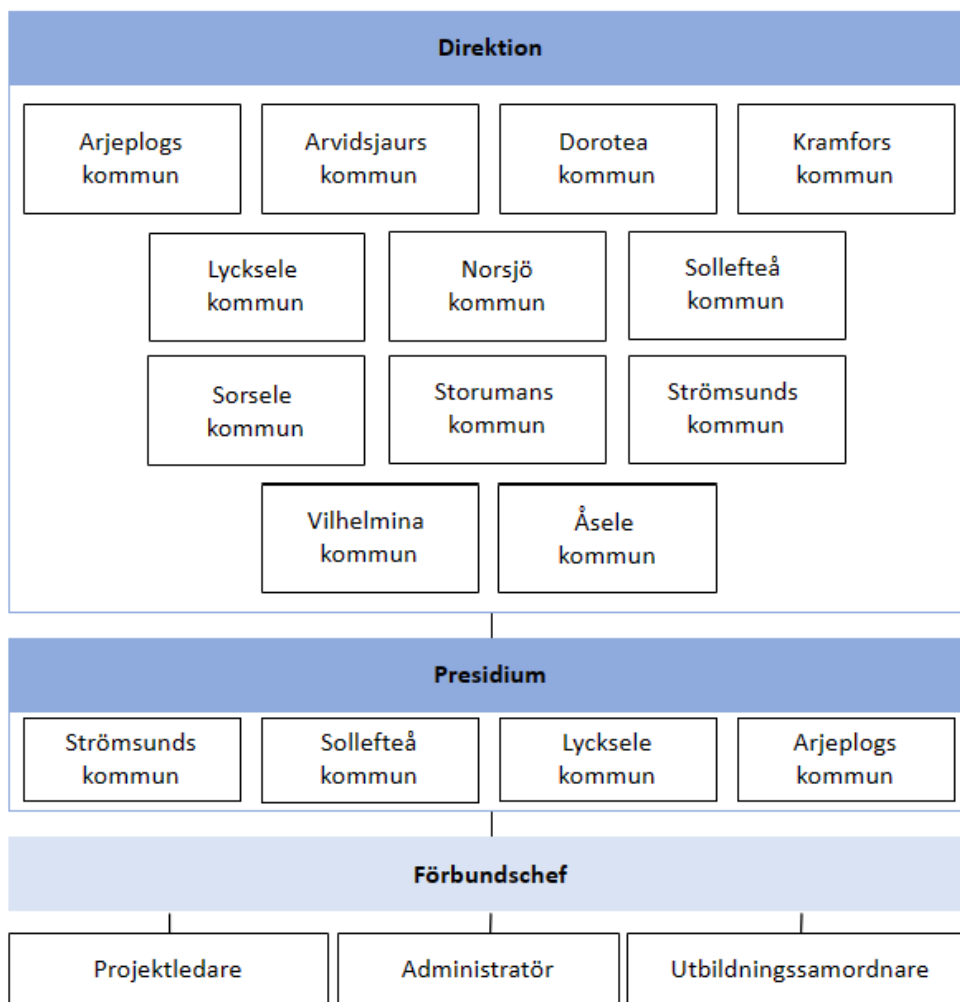 Direktion
Arjeplogs
kommun
Arvidsjaurs
kommun
Dorotea
kommun
Kramfors
kommun
Lycksele
kommun
Norsjö
kommun
Sollefteå
kommun
Sorsele
kommun
Storumans
kommun
Strömsunds
kommun
Vilhelmina
kommun
Åsele
kommun
Presidium
Strömsunds
kommun
Sollefteå
kommun
Lycksele
kommun
Arjeplogs
kommun
Förbundschef
Projektledare
Administratör
Utbildningssamordnare